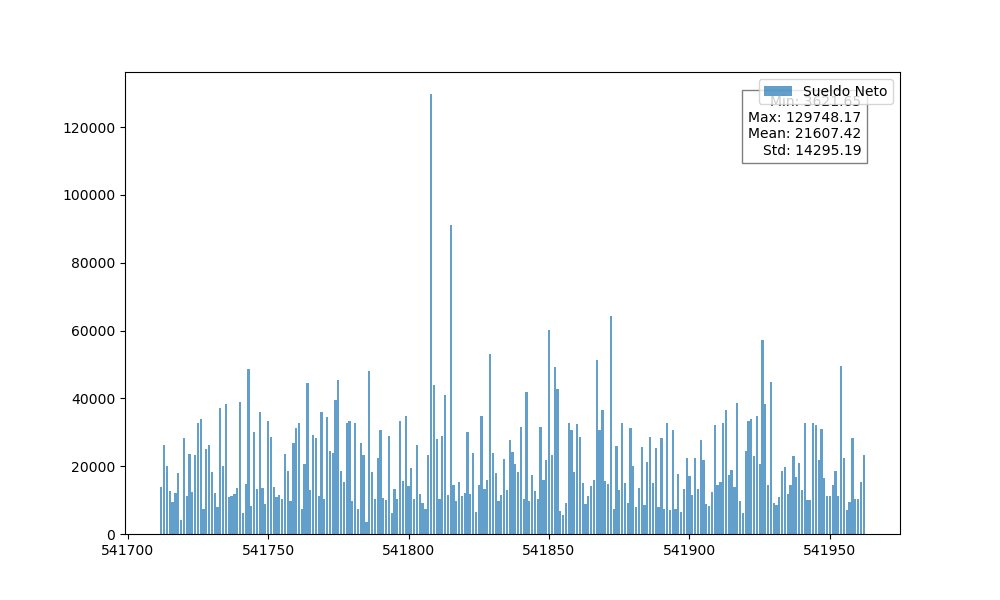 Sueldo Neto
Min: 3621.65
Max: 129748.17
Mean: 21607.42
Std: 14295.19
120000
100000
80000
60000
40000
20000
0
541700 541750 541800 541850 541900 541950